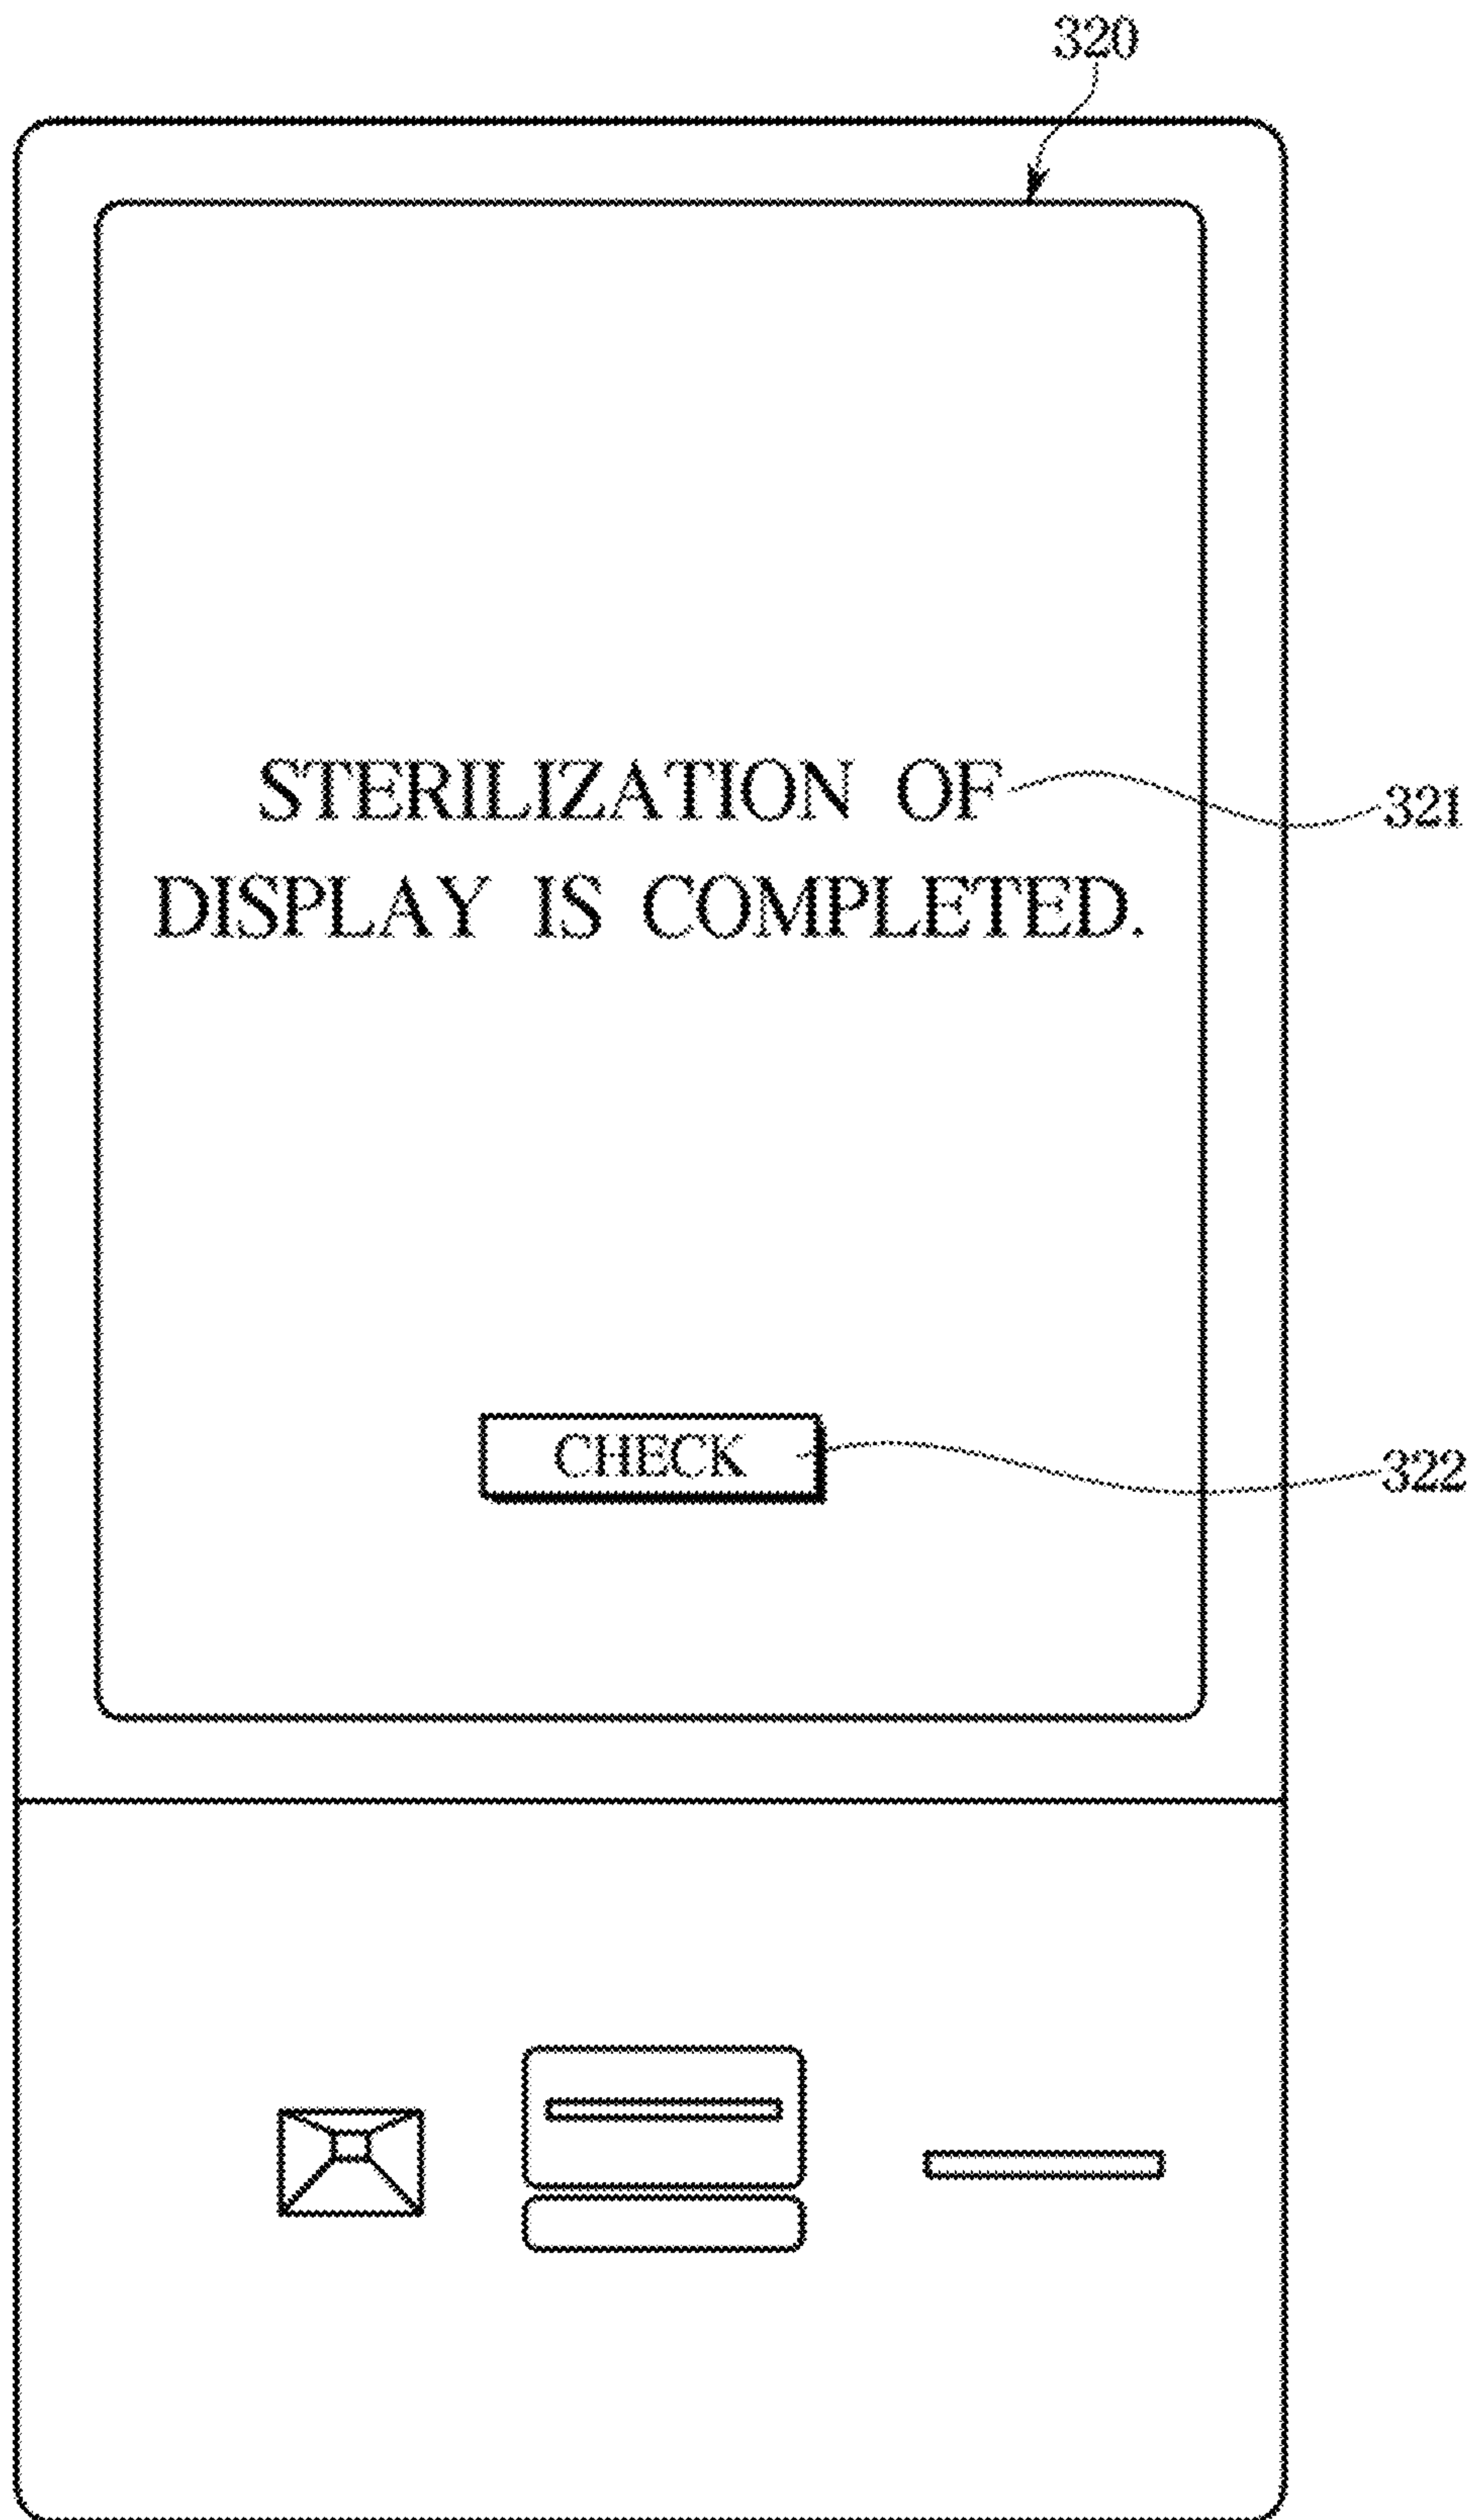 320
STERILIZATION OF
321
DISPLAY IS COMPLETED.
CHECK
322